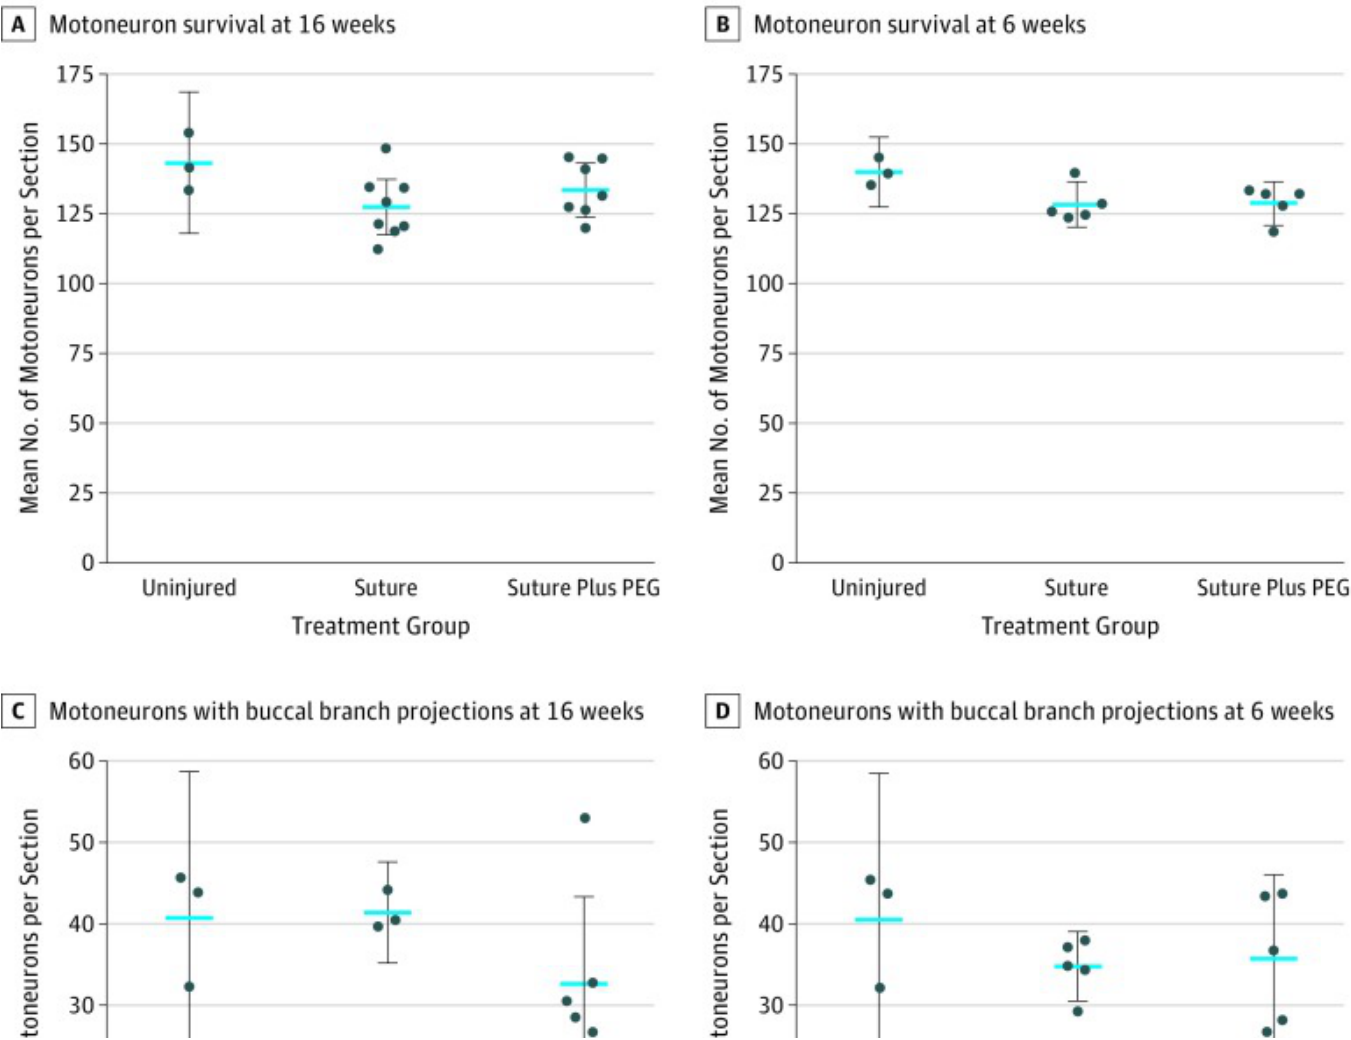 A Motoneuron survival at 16 weeks
175
150
125
100
75
50
25
0
Mean No. of Motoneurons per Section
Uninjured Suture Suture Plus PEG
Treatment Group
B Motoneuron survival at 6 weeks
175
150
125
100
75
50
25
0
Mean No. of Motoneurons per Section
Uninjured Suture Suture Plus PEG
Treatment Group
C Motoneurons with buccal branch projections at 16 weeks
60
50
40
30
toneurons per Section
D Motoneurons with buccal branch projections at 6 weeks
60
50
40
30
toneurons per Section